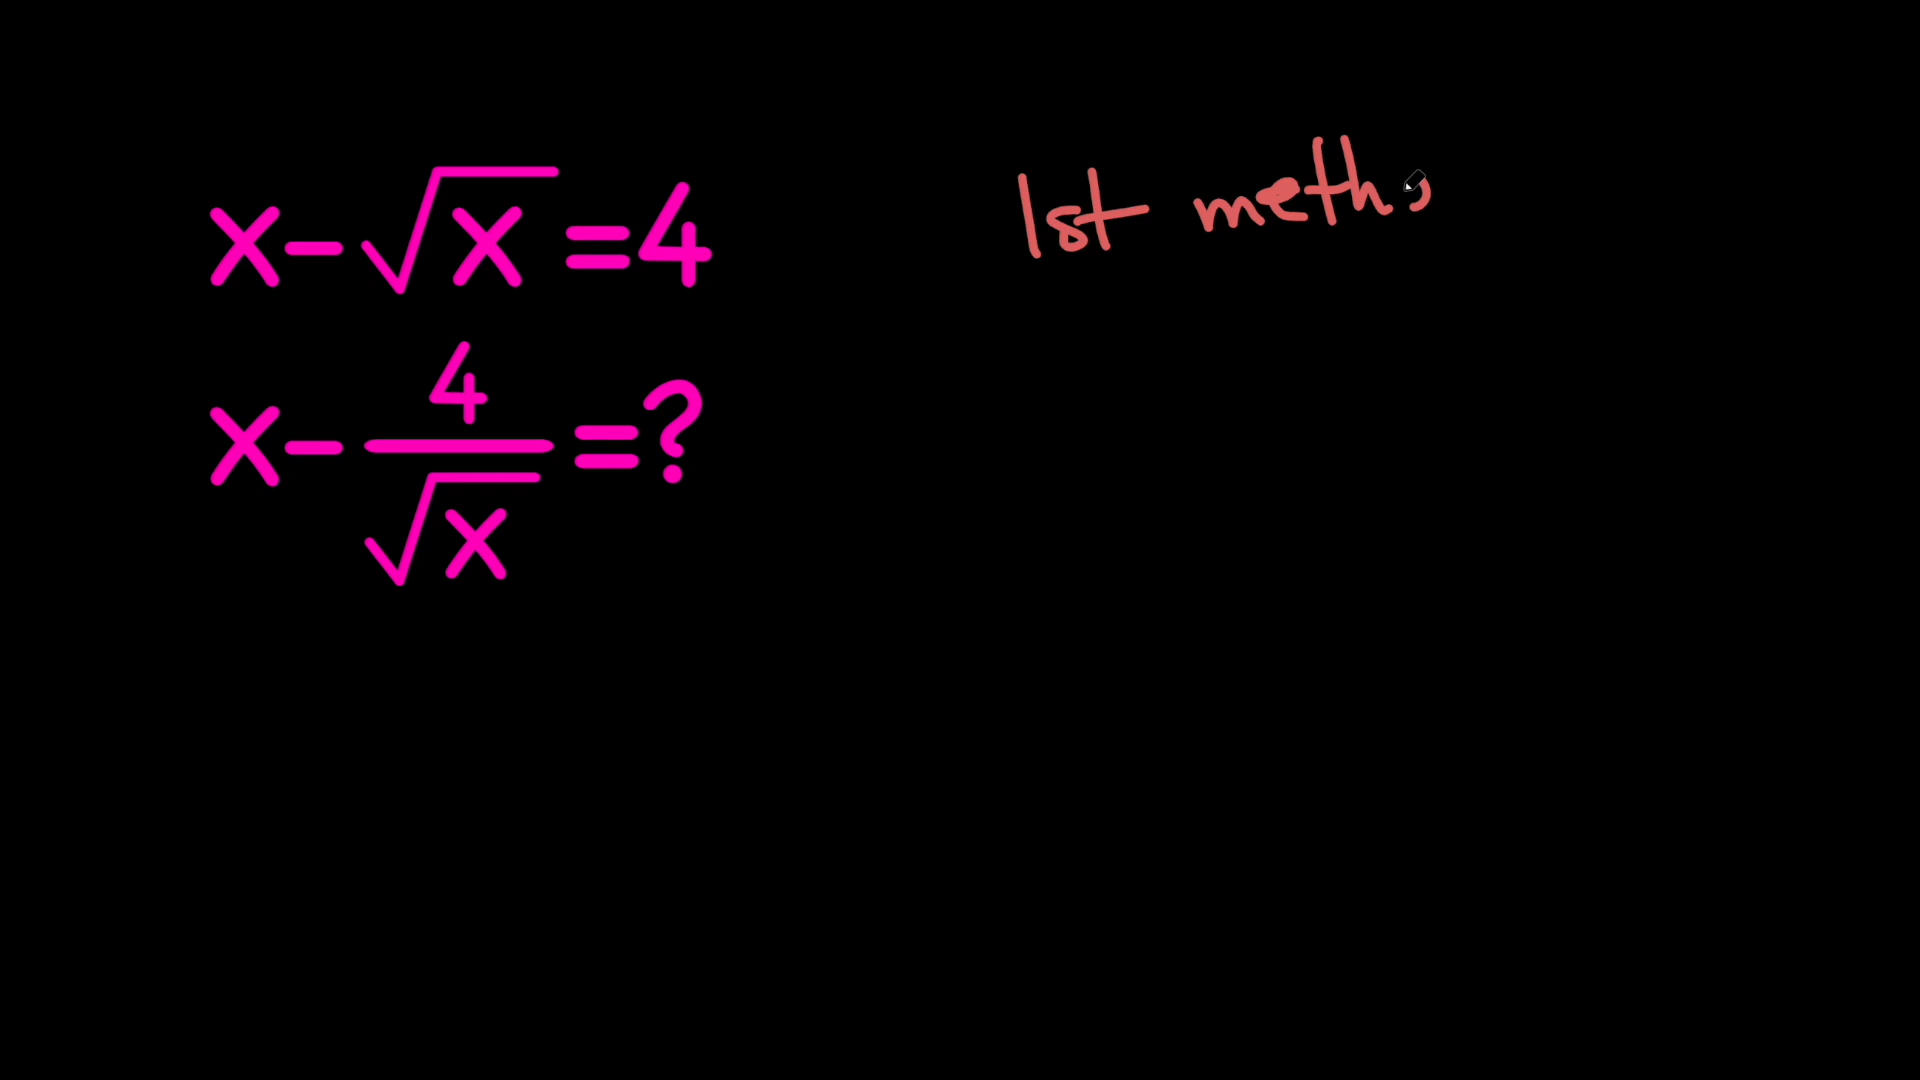 x-√x=4
1st meth.
x-4/√x=?